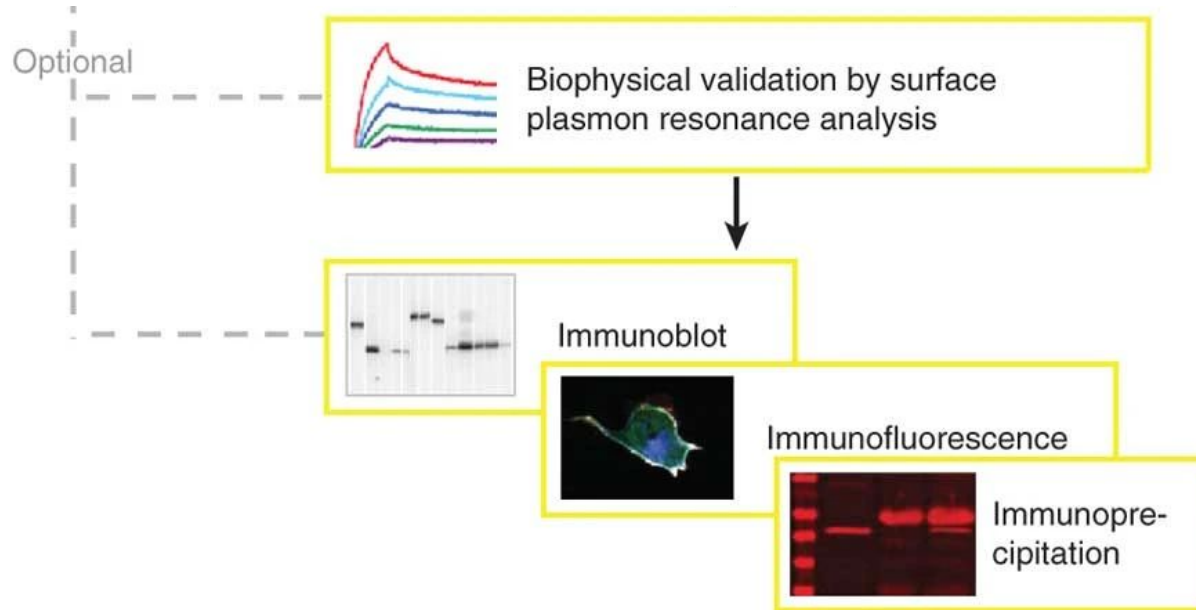 Optional
Biophysical validation by surface
plasmon resonance analysis
Immunoblot
Immunofluorescence
Immunopre-
cipitation